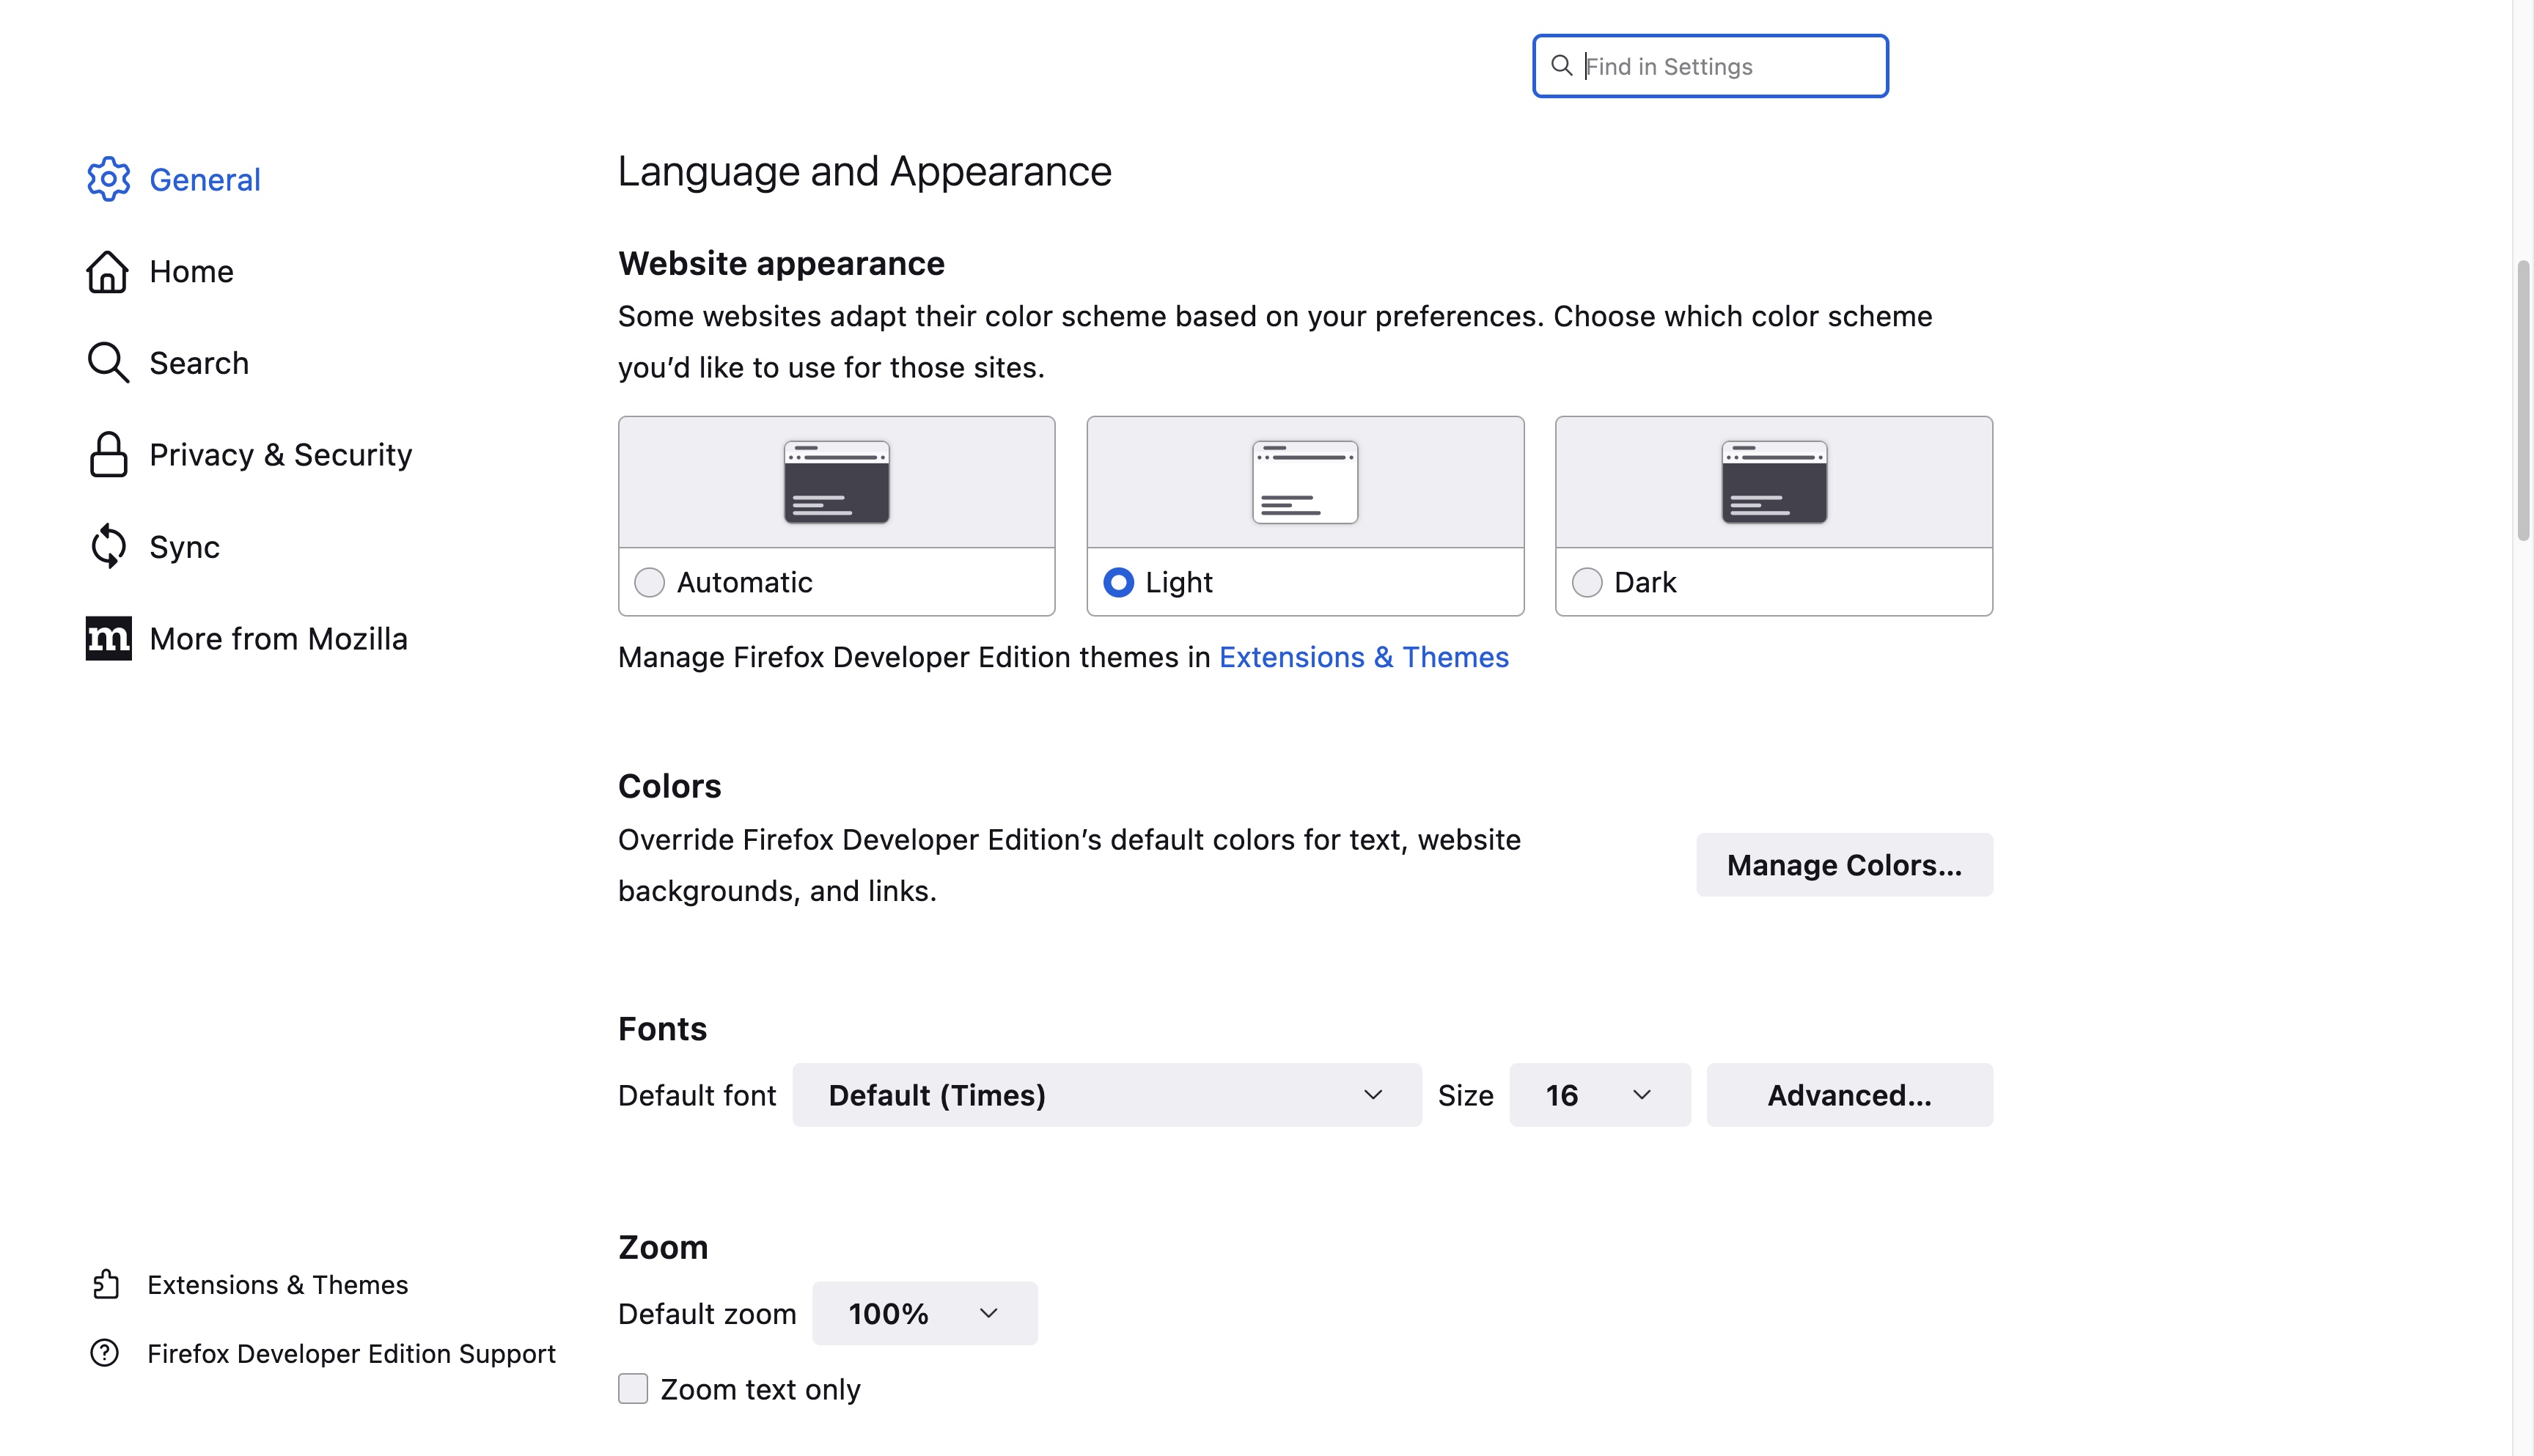 Find in Settings
General
Home
Search
Privacy & Security
Sync
m
More from Mozilla
Language and Appearance
Website appearance
Some websites adapt their color scheme based on your preferences. Choose which color scheme
you’d like to use for those sites.
Automatic
Light
Dark
Manage Firefox Developer Edition themes in Extensions & Themes
Colors
Override Firefox Developer Edition’s default colors for text, website
backgrounds, and links.
Manage Colors...
Fonts
Default font Default (Times) Size 16 Advanced...
Zoom
Default zoom 100%
Zoom text only
Extensions & Themes
Firefox Developer Edition Support